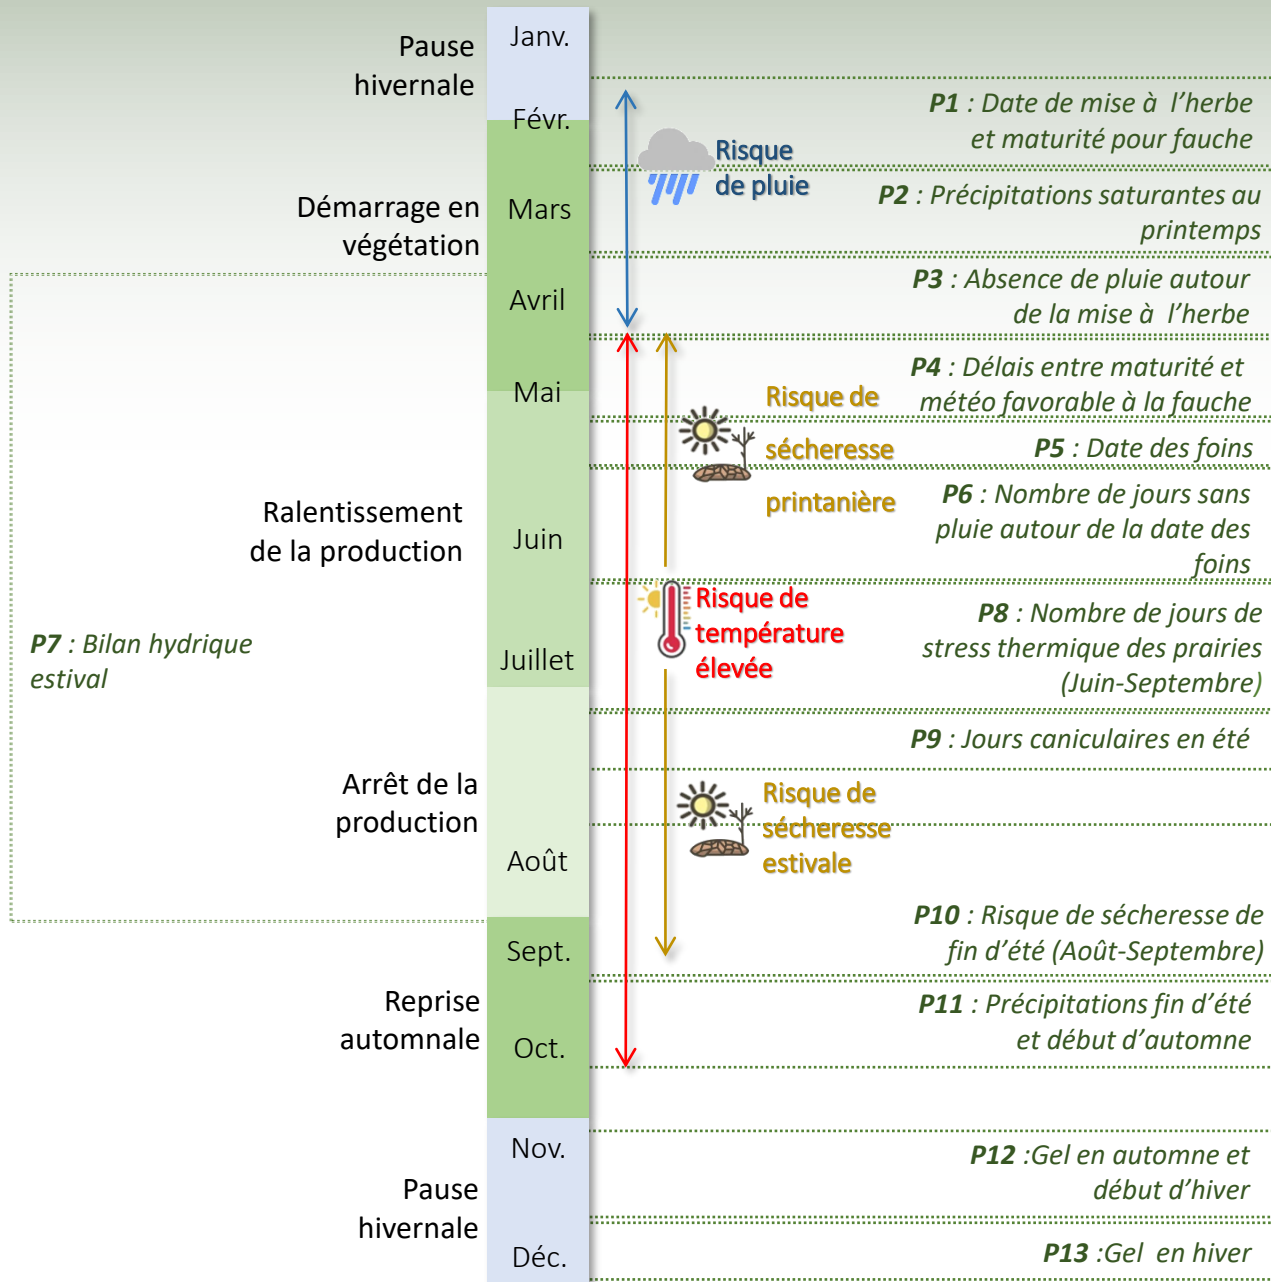 Pause
hivernale
Janv.
Févr.
P1 : Date de mise à l’herbe
et maturité pour fauche
Risque
de pluie
Démarrage en
végétation
Mars
P2 : Précipitations saturantes au
printemps
Avril
P3 : Absence de pluie autour
de la mise à l’herbe
Mai
P4 : Délais entre maturité et
météo favorable à la fauche
Risque de
sécheresse
printanière
P5 : Date des foins
Ralentissement
de la production
Juin
P6 : Nombre de jours sans
pluie autour de la date des
foins
Risque de
température
élevée
P7 : Bilan hydrique
estival
Juillet
P8 : Nombre de jours de
stress thermique des prairies
(Juin-Septembre)
P9 : Jours caniculaires en été
Arrêt de la
production
Risque de
sécheresse
estivale
Août
P10 : Risque de sécheresse de
fin d’été (Août-Septembre)
Sept.
Reprise
automnale
P11 : Précipitations fin d’été
et début d’automne
Oct.
Nov.
P12 :Gel en automne et
début d’hiver
Pause
hivernale
Déc.
P13 :Gel en hiver